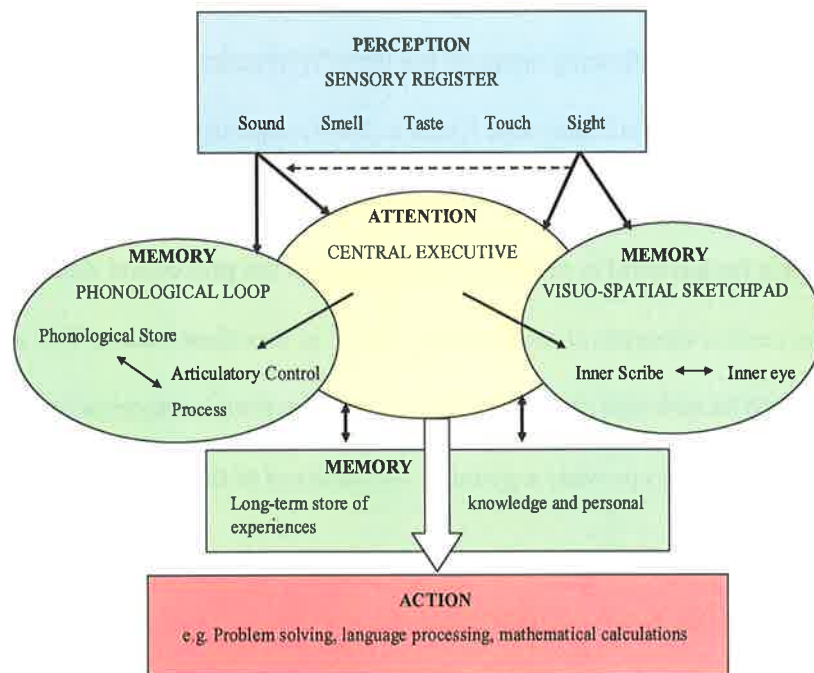 PERCEPTION
SENSORY REGISTER
Sound Smell Taste Touch Sight
ATTENTION
CENTRAL EXECUTIVE
MEMORY
PHONOLOGICAL LOOP
Phonological Store
Articulatory Control
Process
MEMORY
VISUO-SPATIAL SKETCHPAD
Inner Scribe Inner eye
MEMORY
Long-term store of knowledge and personal
experiences
ACTION
e.g. Problem solving, language processing, mathematical calculations